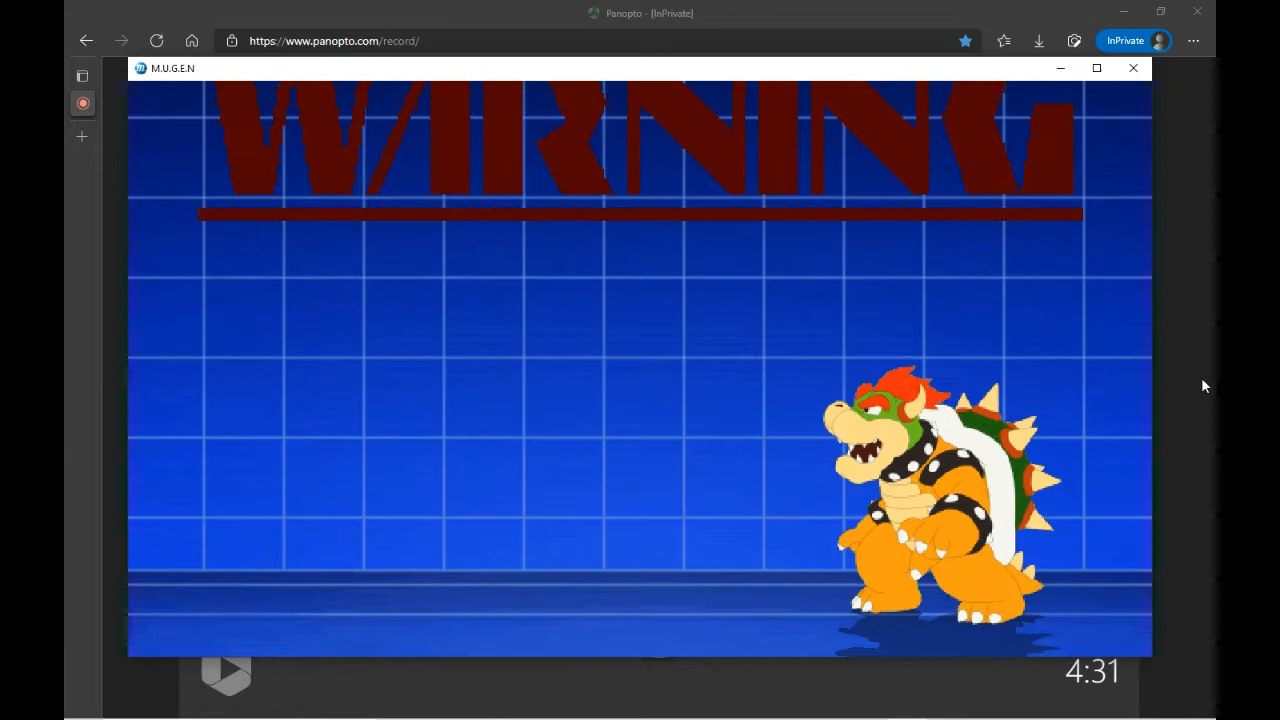 Panopto - [InPrivate]
https://www.panopto.com/record/
InPrivate
M.U.G.E.N
WARNING
4:31